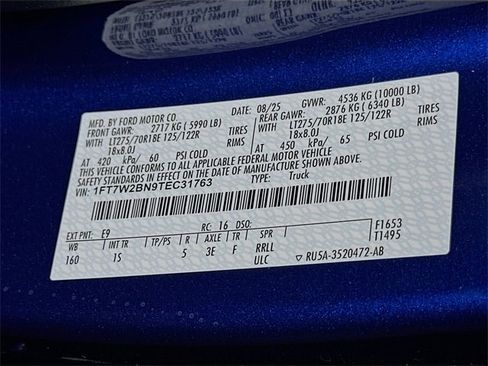 MFD. BY FORD MOTOR CO.
DATE: 08/25 GVWR: 4536 KG (10000 LB)
FRONT GAWR: 2717 KG ( 5990 LB) REAR GAWR: 2876 KG ( 6340 LB)
WITH LT275/70R18E 125/122R TIRES WITH LT275/70R18E 125/122R TIRES
18x8.0J RIMS 18x8.0J RIMS
AT 420 kPa/ 60 PSI COLD AT 450 kPa/ 65 PSI COLD
THIS VEHICLE CONFORMS TO ALL APPLICABLE FEDERAL MOTOR VEHICLE
SAFETY STANDARDS IN EFFECT ON THE DATE OF MANUFACTURE SHOWN ABOVE.
VIN: 1FT7W2BN9TEC31763 TYPE: Truck
EXT PNT: E9 RC: 16 DSO: F1653
WB INT TR TP/PS R AXLE TR SPR T1495
160 1S 5 3E F RRLL
ULC RU5A-3520472-AB